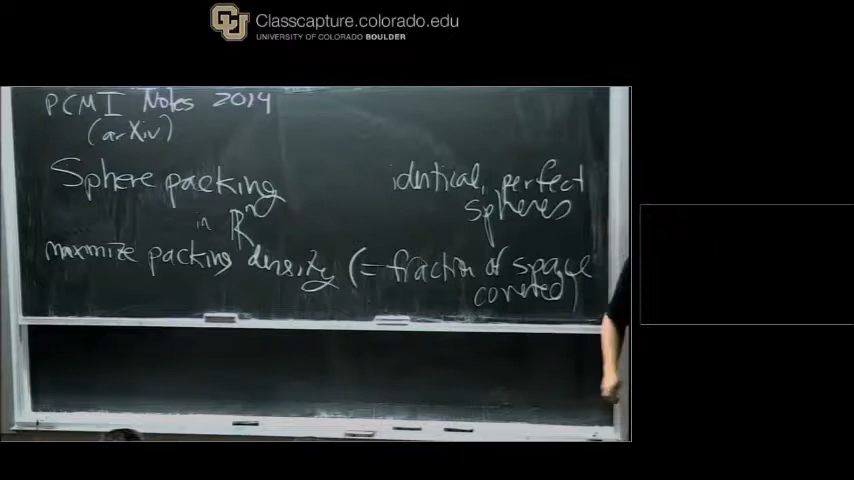 Classcapture.colorado.edu
UNIVERSITY OF COLORADO BOULDER
PCMI Notes 2014
(arXiv)
Sphere packing
in Rⁿ
identical, perfect
spheres
maximize packing density (= fraction of space
covered)